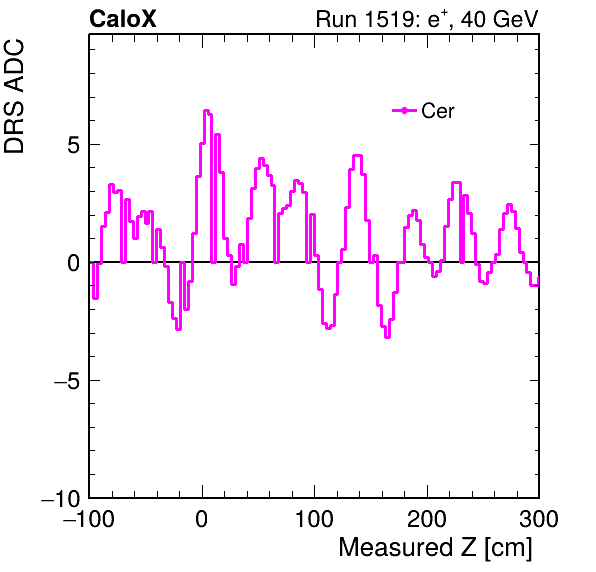 CaloX
Run 1519: e+, 40 GeV
DRS ADC
Cer
5
0
−5
−10
−100 0 100 200 300
Measured Z [cm]